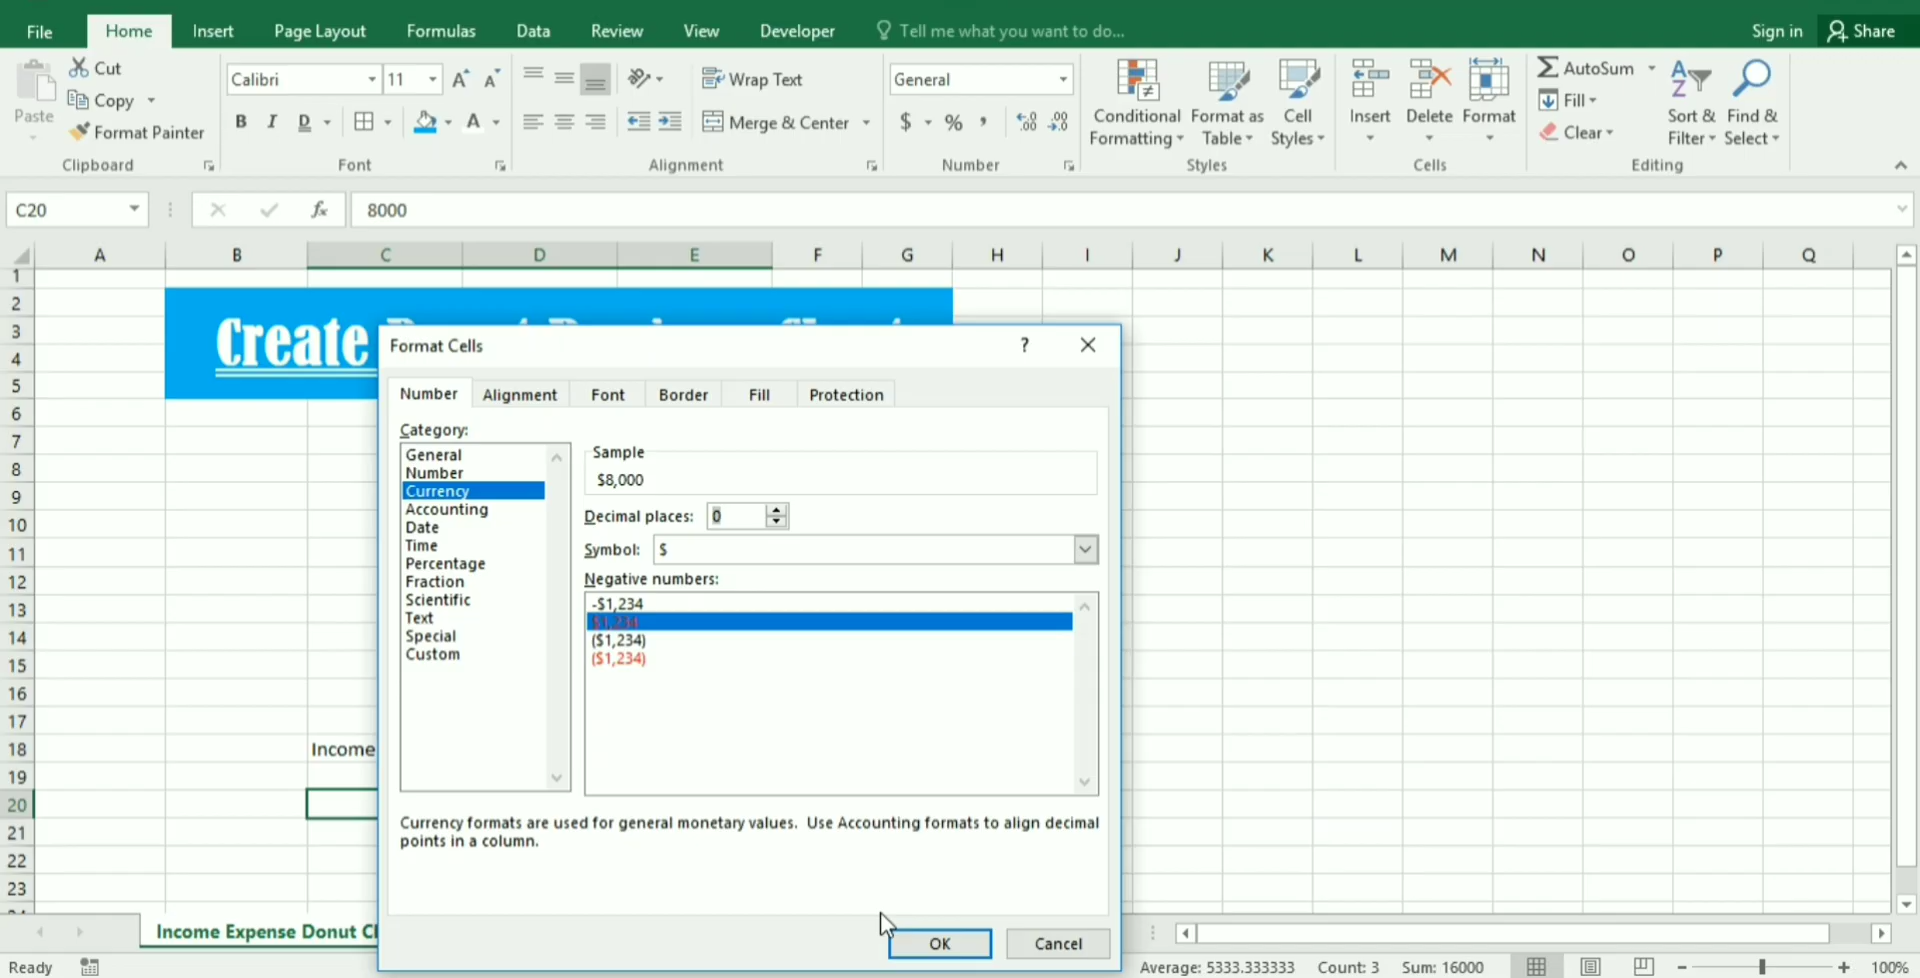 File Home Insert Page Layout Formulas Data Review View Developer Tell me what you want to do... Sign in Share
Paste
Cut
Copy
Format Painter
Clipboard
Calibri 11 A A
B I D A
Font
Wrap Text
Merge & Center
Alignment
General
$ % ,
Number
Conditional Formatting
Format as Table
Cell Styles
Styles
Insert Delete Format
Cells
AutoSum
Fill
Clear
Sort & Filter
Find & Select
Editing
C20 fx 8000
A B C D E F G H I J K L M N O P Q
1
2
3
4
5
6
7
8
9
10
11
12
13
14
15
16
17
18
19
20
21
22
23
Create
Income
Format Cells ?
Number Alignment Font Border Fill Protection
Category:
General
Number
Currency
Accounting
Date
Time
Percentage
Fraction
Scientific
Text
Special
Custom
Sample
$8,000
Decimal places: 0
Symbol: $
Negative numbers:
-$1,234
$1,234
($1,234)
($1,234)
Currency formats are used for general monetary values. Use Accounting formats to align decimal
points in a column.
OK Cancel
Income Expense Donut
Ready Average: 5333.333333 Count: 3 Sum: 16000 100%